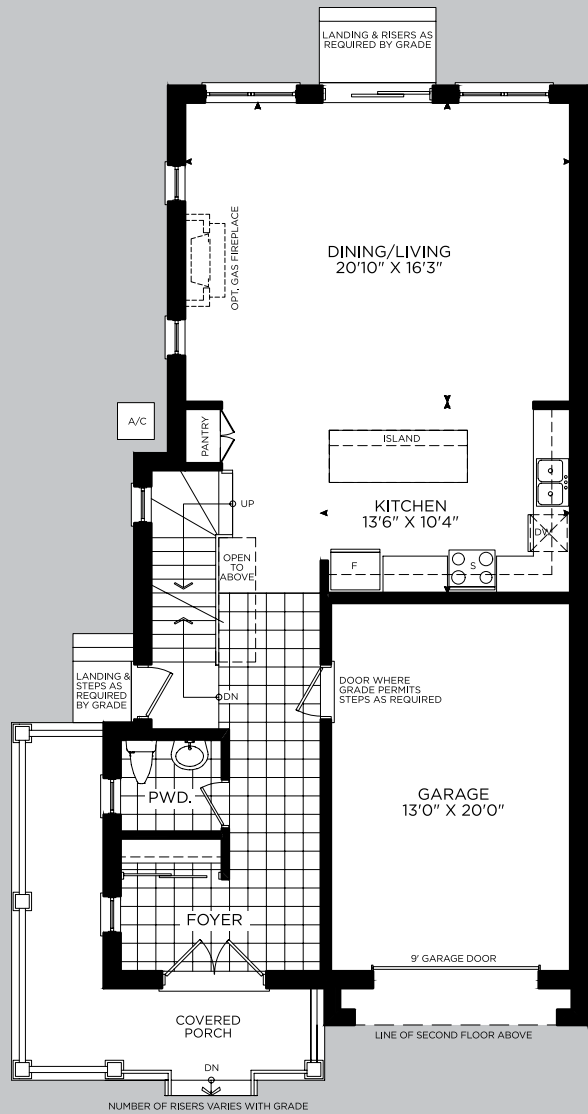 LANDING & RISERS AS
REQUIRED BY GRADE
OPT. GAS FIREPLACE
DINING/LIVING
20'10" X 16'3"
A/C
PANTRY
ISLAND
UP
KITCHEN
13'6" X 10'4"
DW
OPEN
TO
ABOVE
F
S
LANDING &
STEPS AS
REQUIRED
BY GRADE
DN
DOOR WHERE
GRADE PERMITS
STEPS AS REQUIRED
PWD.
GARAGE
13'0" X 20'0"
FOYER
9' GARAGE DOOR
COVERED
PORCH
LINE OF SECOND FLOOR ABOVE
DN
NUMBER OF RISERS VARIES WITH GRADE